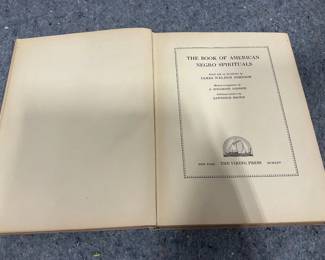 THE BOOK OF AMERICAN
NEGRO SPIRITUALS
JAMES WELDON JOHNSON
J. ROSAMOND JOHNSON
LAWRENCE BROWN
NEW YORK THE VIKING PRESS